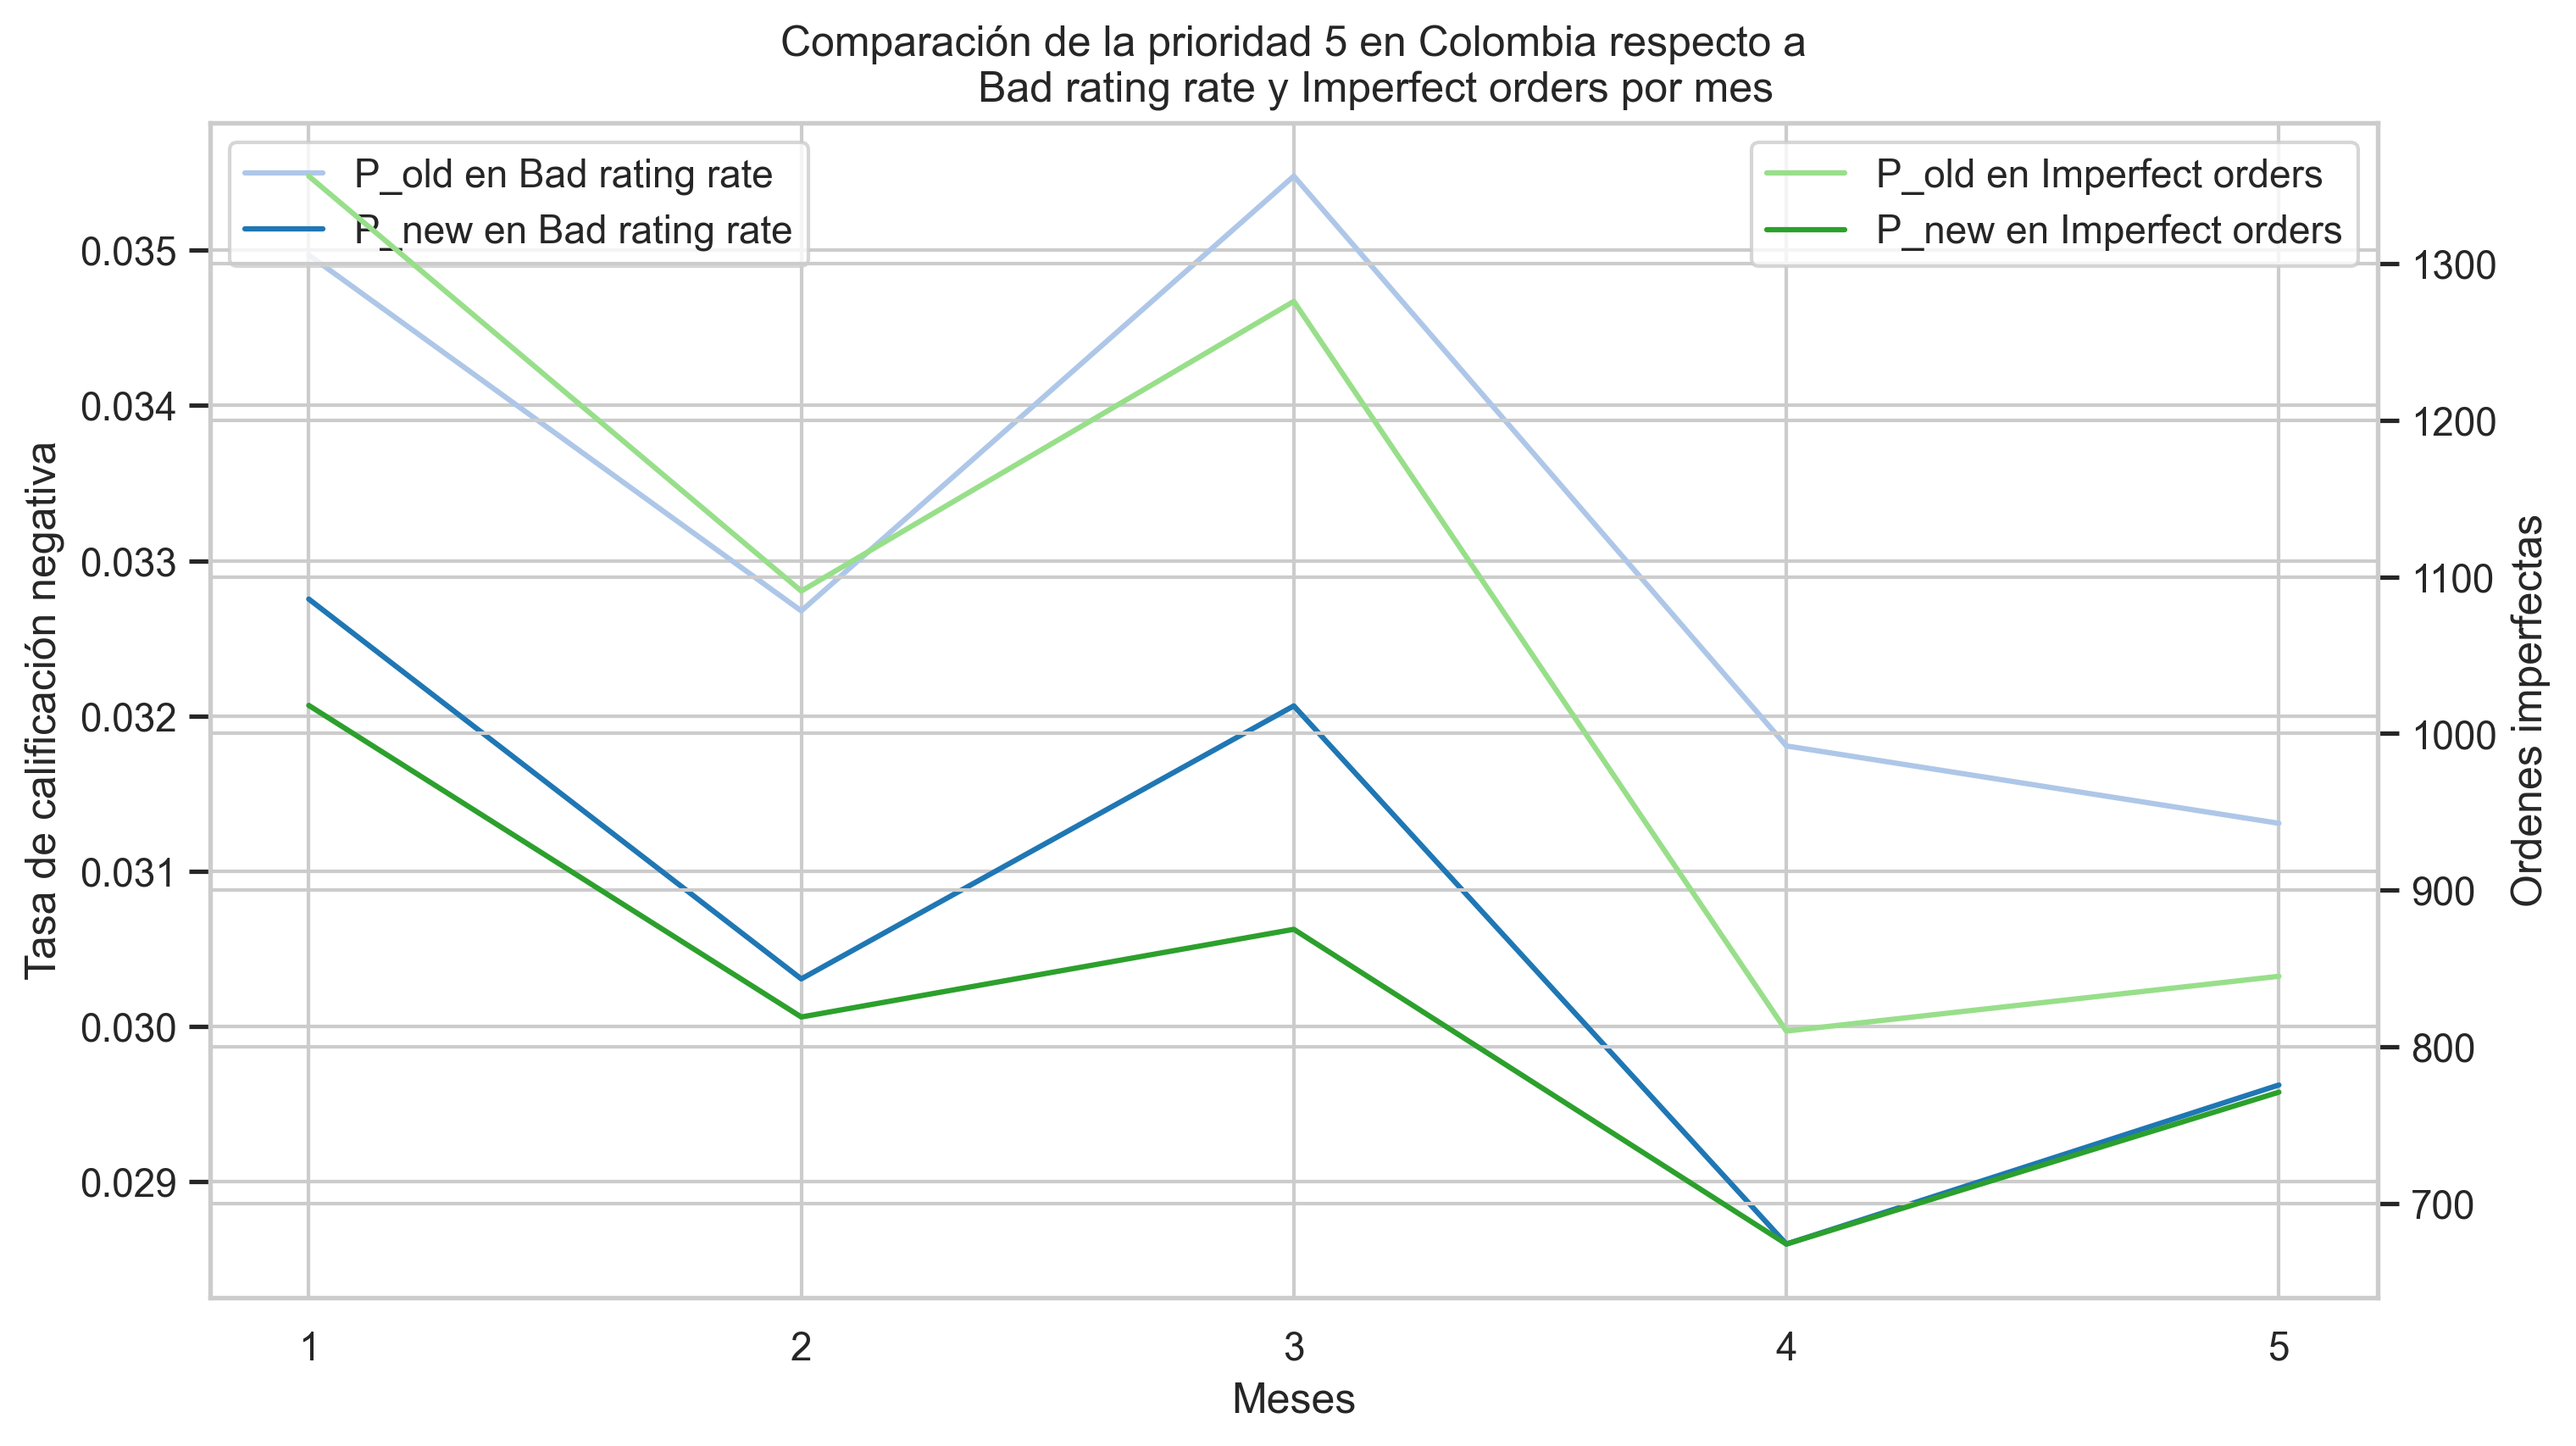 Comparación de la prioridad 5 en Colombia respecto a
Bad rating rate y Imperfect orders por mes
P_old en Bad rating rate
P_new en Bad rating rate
P_old en Imperfect orders
P_new en Imperfect orders
Tasa de calificación negativa
0.035
0.034
0.033
0.032
0.031
0.030
0.029
1300
1200
1100
1000
900
800
700
Ordenes imperfectas
1
2
3
4
5
Meses